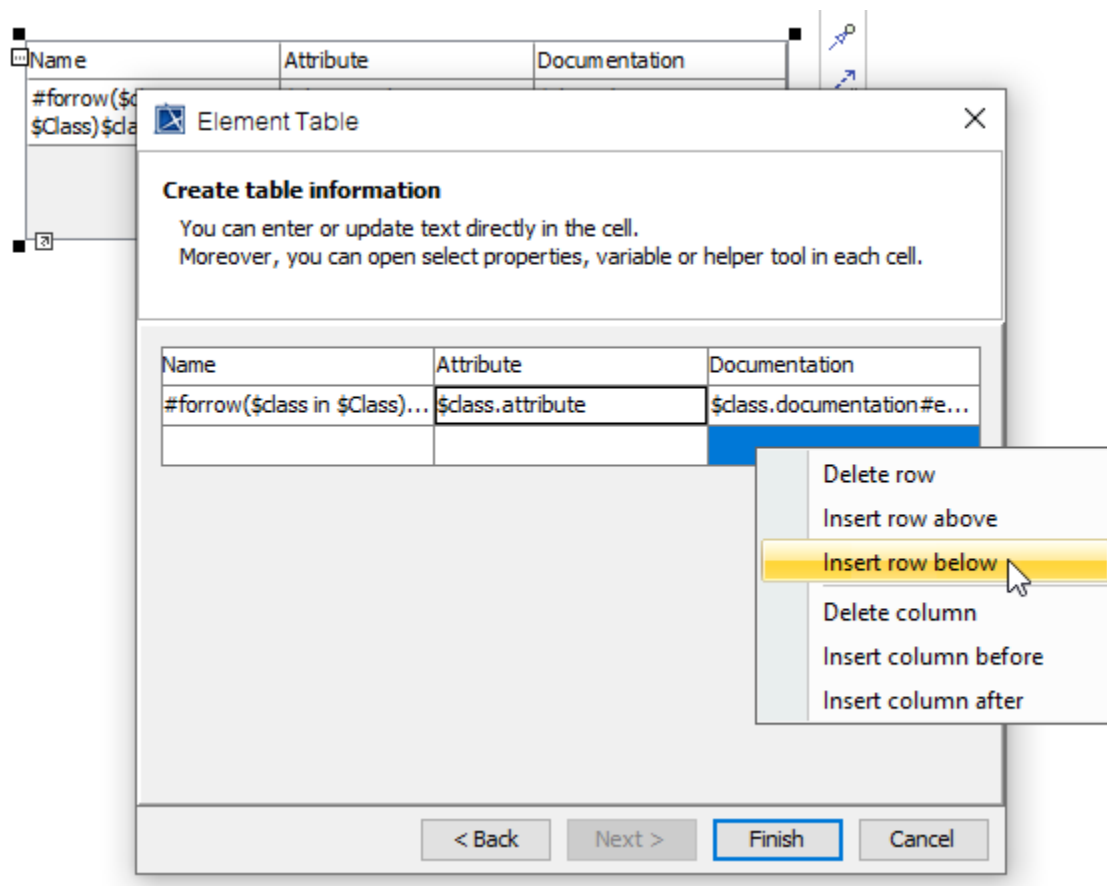 Name Attribute Documentation
#forrow($c
$Class)$cla
Element Table
Create table information
You can enter or update text directly in the cell.
Moreover, you can open select properties, variable or helper tool in each cell.
Name Attribute Documentation
#forrow($class in $Class)... $class.attribute $class.documentation#e...
Delete row
Insert row above
Insert row below
Delete column
Insert column before
Insert column after
< Back Next > Finish Cancel